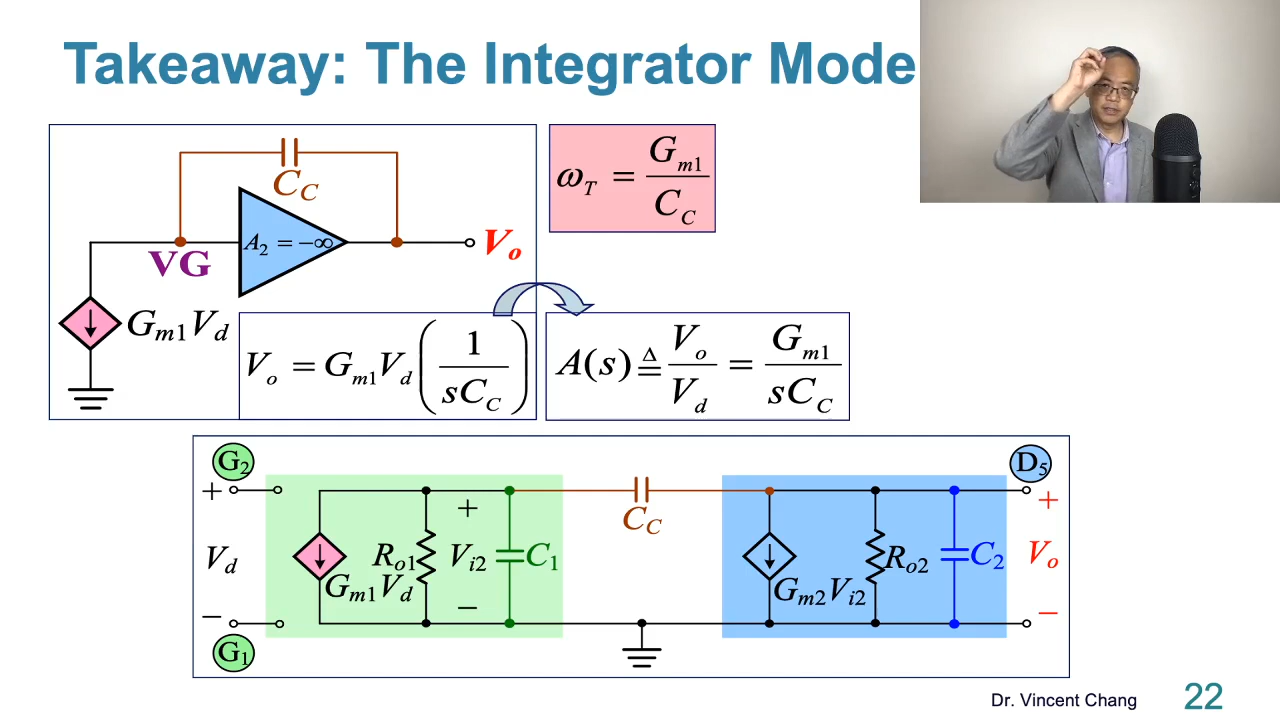 Takeaway: The Integrator Mode
C_C
ω_T = G_m1 / C_C
A_2 = −∞
V_o
VG
G_m1 V_d
V_o = G_m1 V_d (1 / sC_C)
A(s) ≜ V_o / V_d = G_m1 / sC_C
G_2
D_5
+
+
+
C_C
V_d
R_o1
V_i2
C_1
R_o2
C_2
V_o
G_m1 V_d
G_m2 V_i2
−
−
−
G_1
Dr. Vincent Chang
22